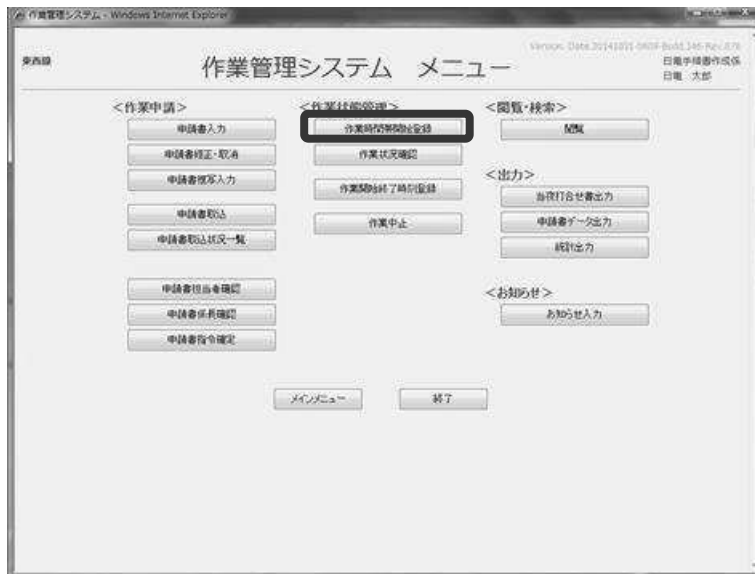 作業管理システム - Windows Internet Explorer
東西線
作業管理システム メニュー
日電手順書作成係
日電 太郎
<作業申請>
申請書入力
申請書修正・取消
申請書複写入力
申請書取込
申請書取込状況一覧
申請書担当者確認
申請書係長確認
申請書指令確定
<作業状態管理>
作業時間帯開始登録
作業状況確認
作業開始終了時刻登録
作業中止
<閲覧・検索>
閲覧
<出力>
当夜打合せ書出力
申請書データ出力
統計出力
<お知らせ>
お知らせ入力
メインメニュー
終了